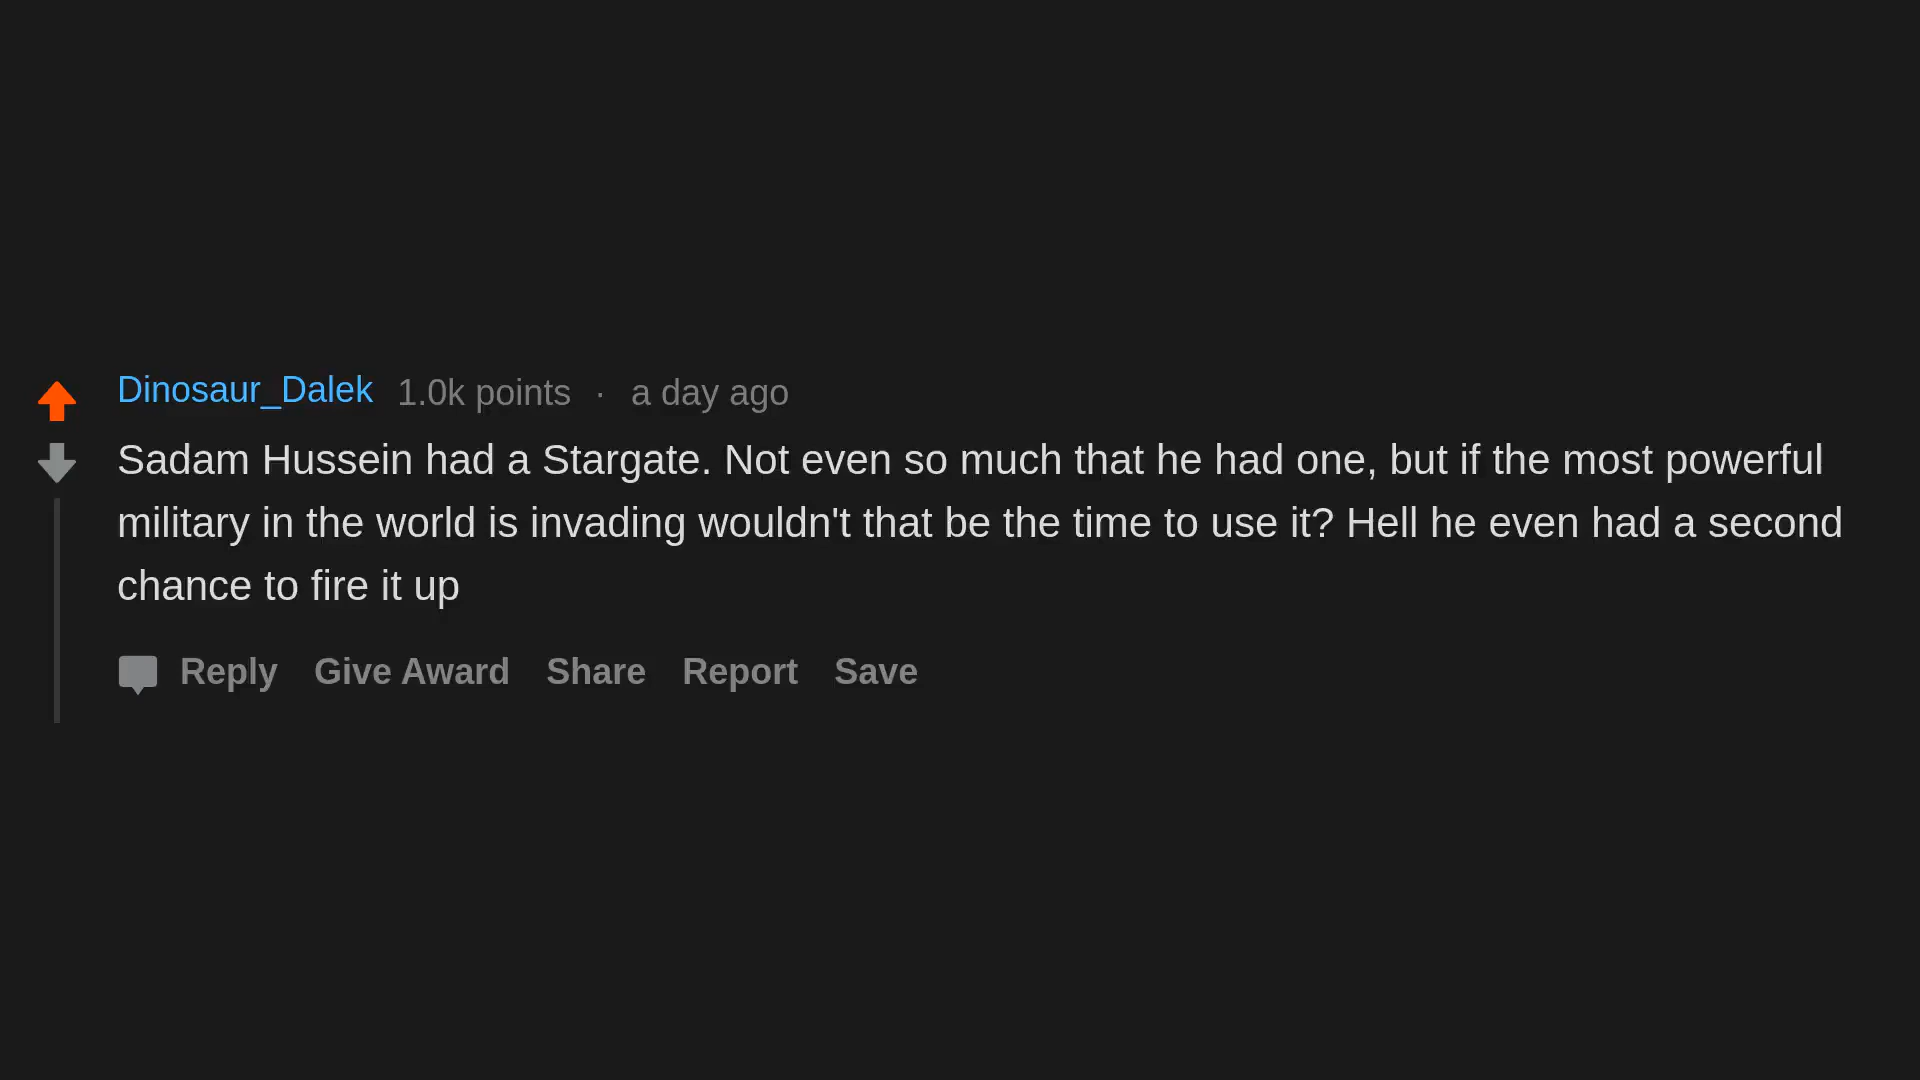 Dinosaur_Dalek 1.0k points · a day ago
Sadam Hussein had a Stargate. Not even so much that he had one, but if the most powerful
military in the world is invading wouldn't that be the time to use it? Hell he even had a second
chance to fire it up
Reply Give Award Share Report Save